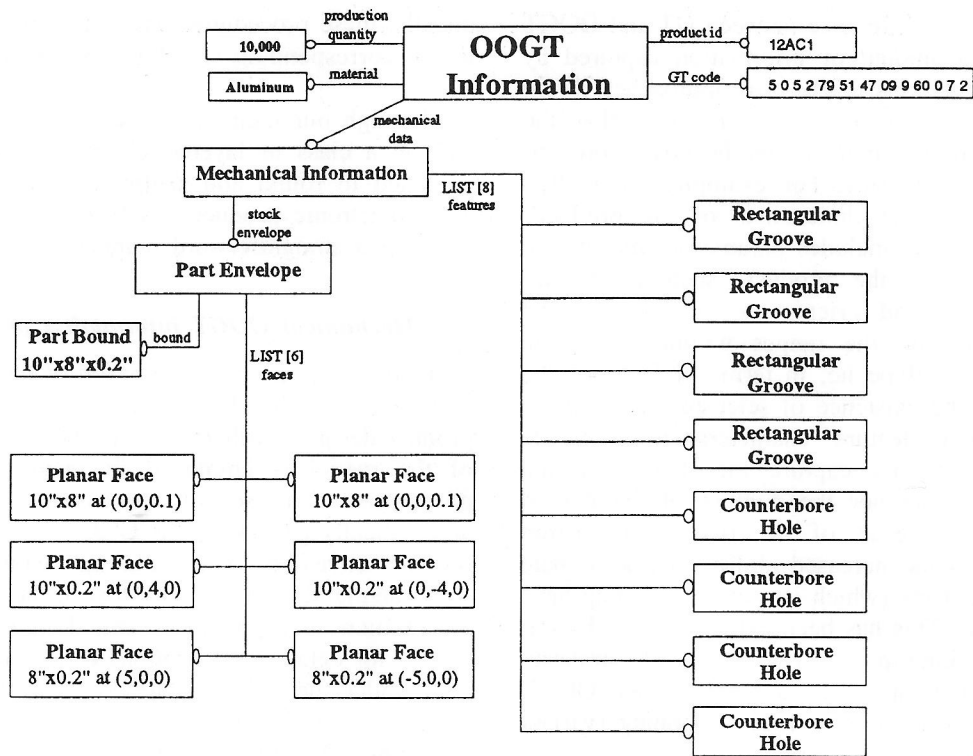 production
quantity
10,000
OOGT
Information
product id
12AC1
material
Aluminum
GT code
5 0 5 2 79 51 47 09 9 60 0 7 2
mechanical
data
Mechanical Information
LIST [8]
features
stock
envelope
Part Envelope
Part Bound
10"x8"x0.2"
bound
LIST [6]
faces
Planar Face
10"x8" at (0,0,0.1)
Planar Face
10"x8" at (0,0,0.1)
Planar Face
10"x0.2" at (0,4,0)
Planar Face
10"x0.2" at (0,-4,0)
Planar Face
8"x0.2" at (5,0,0)
Planar Face
8"x0.2" at (-5,0,0)
Rectangular
Groove
Rectangular
Groove
Rectangular
Groove
Rectangular
Groove
Counterbore
Hole
Counterbore
Hole
Counterbore
Hole
Counterbore
Hole